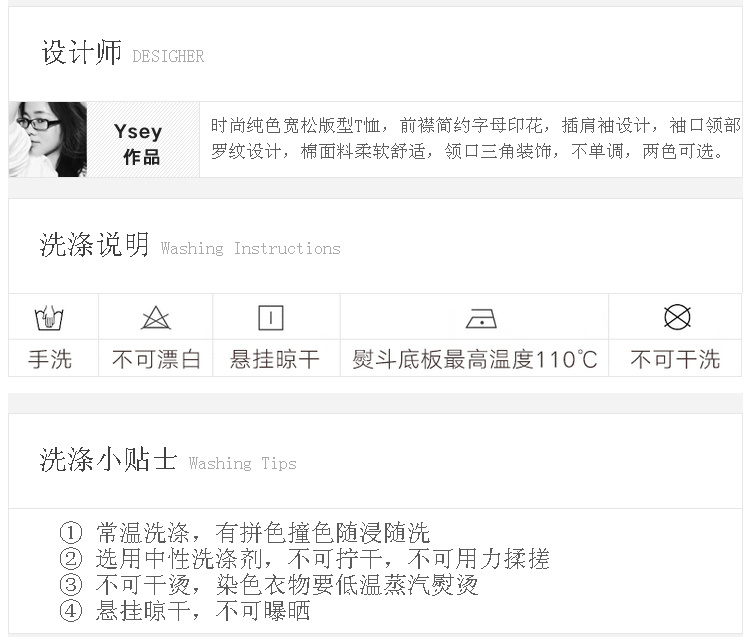 设计师 DESIGHER
Ysey
作品
时尚纯色宽松版型T恤，前襟简约字母印花，插肩袖设计，袖口领部
罗纹设计，棉面料柔软舒适，领口三角装饰，不单调，两色可选。
洗涤说明 Washing Instructions
手洗 不可漂白 悬挂晾干 熨斗底板最高温度110℃ 不可干洗
洗涤小贴士 Washing Tips
① 常温洗涤，有拼色撞色随浸随洗
② 选用中性洗涤剂，不可拧干，不可用力揉搓
③ 不可干烫，染色衣物要低温蒸汽熨烫
④ 悬挂晾干，不可曝晒